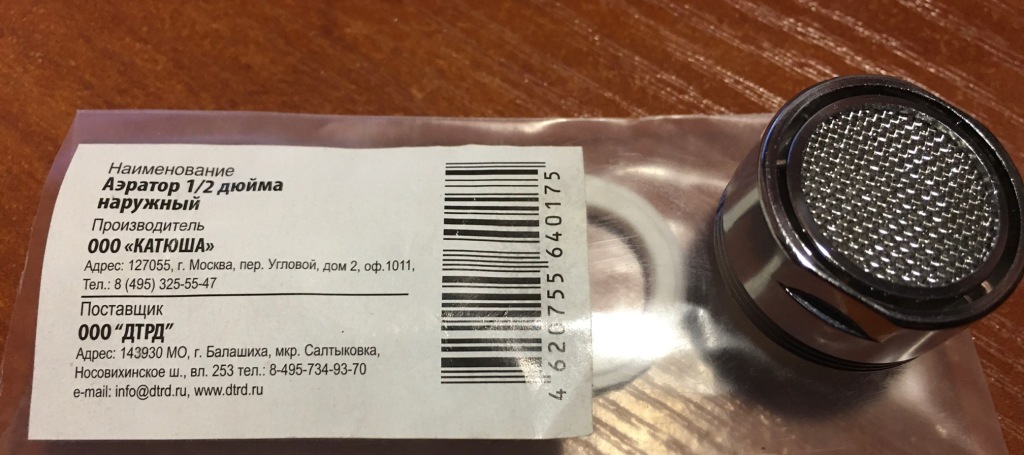 Наименование
Аэратор 1/2 дюйма
наружный
Производитель
ООО «КАТЮША»
Адрес: 127055, г. Москва, пер. Угловой, дом 2, оф.1011,
Тел.: 8 (495) 325-55-47
Поставщик
ООО "ДТРД"
Адрес: 143930 МО, г. Балашиха, мкр. Салтыковка,
Носовихинское ш., вл. 253 тел.: 8-495-734-93-70
e-mail: info@dtrd.ru, www.dtrd.ru
4 620755 640175